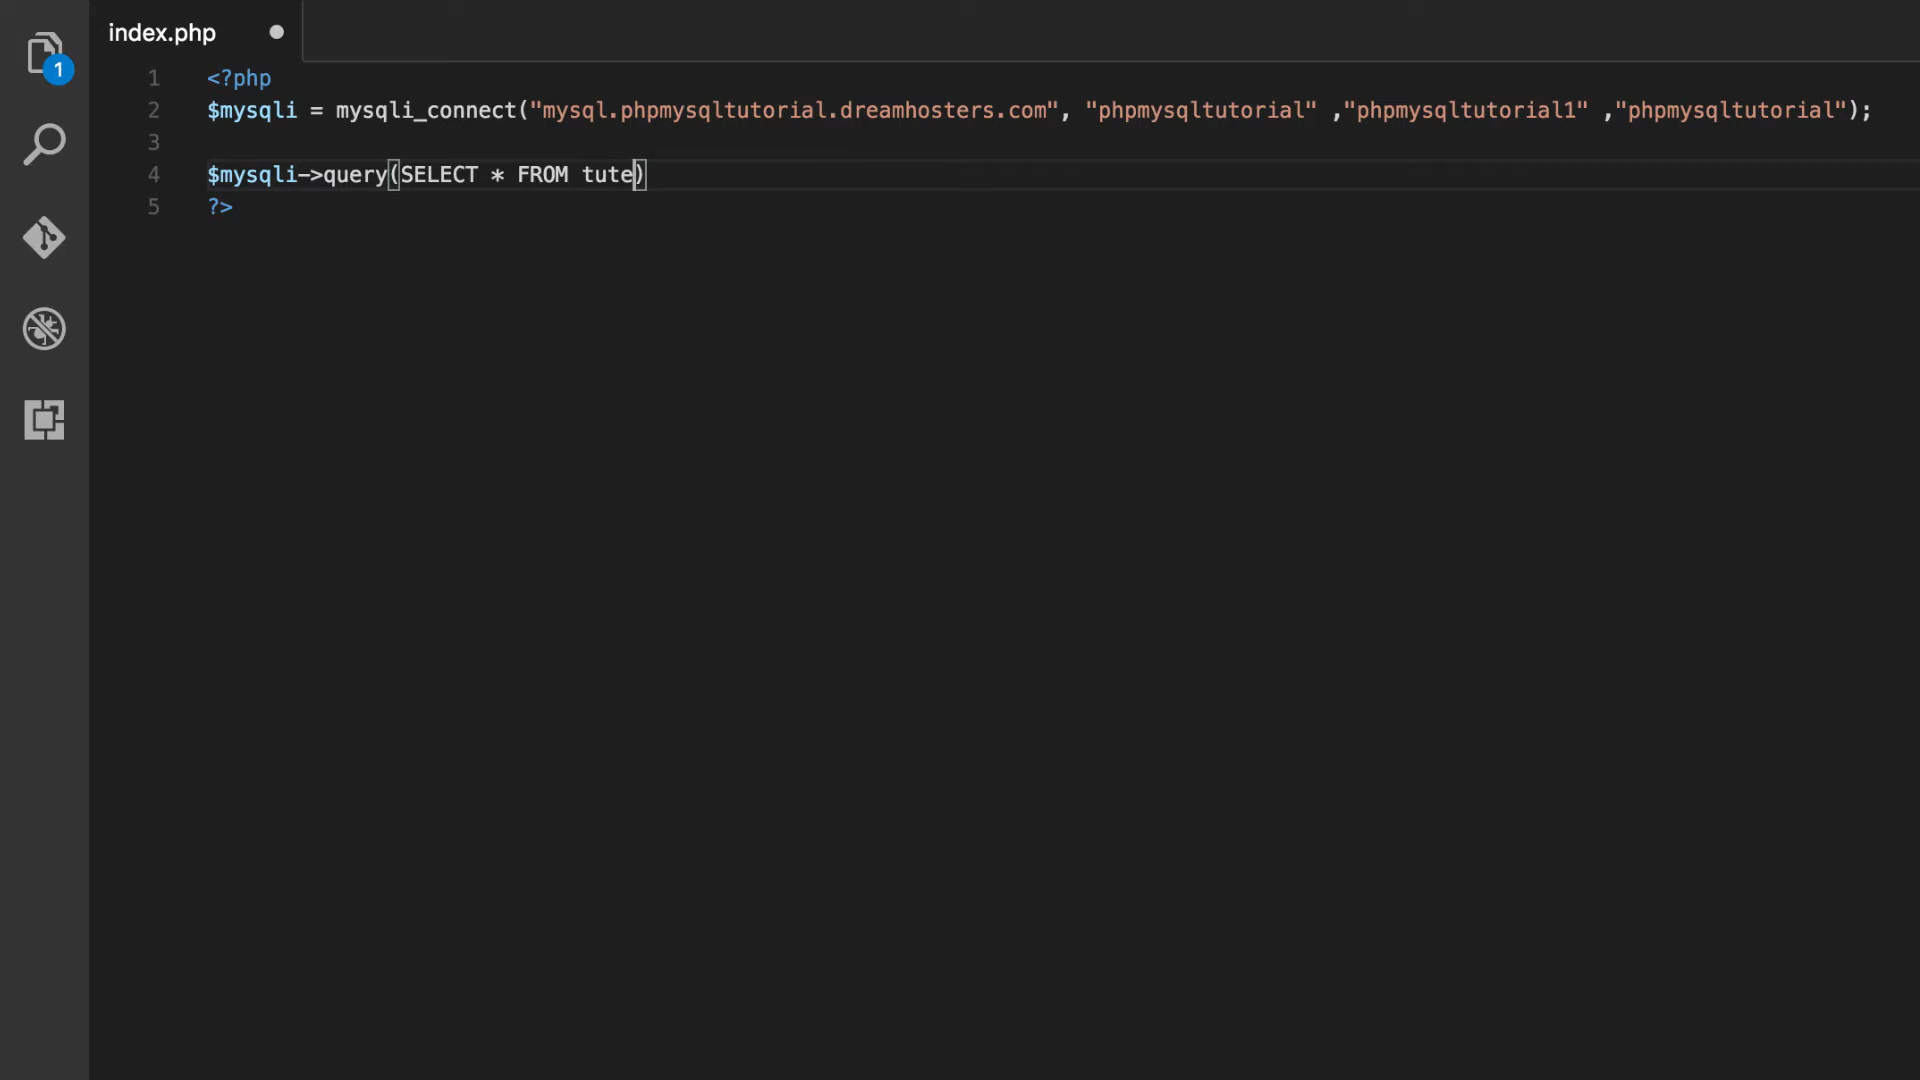 index.php
1
1 <?php
2 $mysqli = mysqli_connect("mysql.phpmysqltutorial.dreamhosters.com", "phpmysqltutorial" ,"phpmysqltutorial1" ,"phpmysqltutorial");
3
4 $mysqli->query(SELECT * FROM tute)
5 ?>